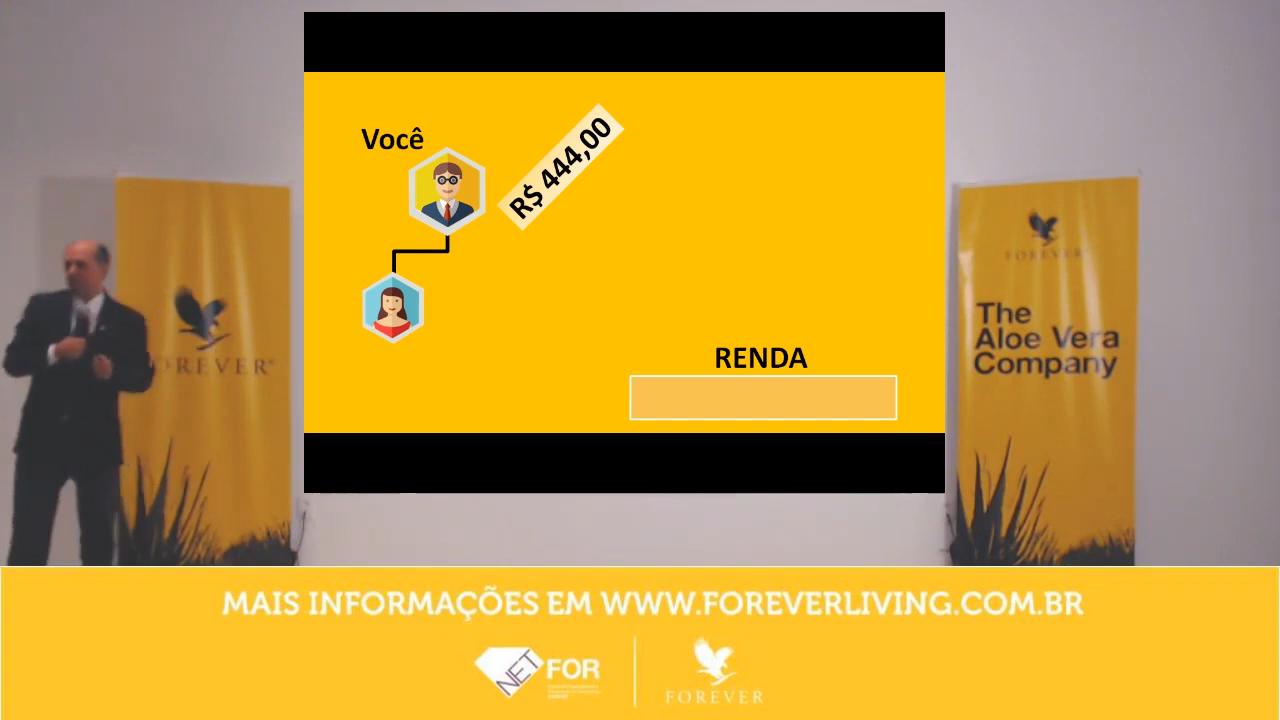 Você
R$ 444,00
RENDA
FOREVER
The
Aloe Vera
Company
OREVER
MAIS INFORMAÇÕES EM WWW.FOREVERLIVING.COM.BR
NET FOR
FOREVER